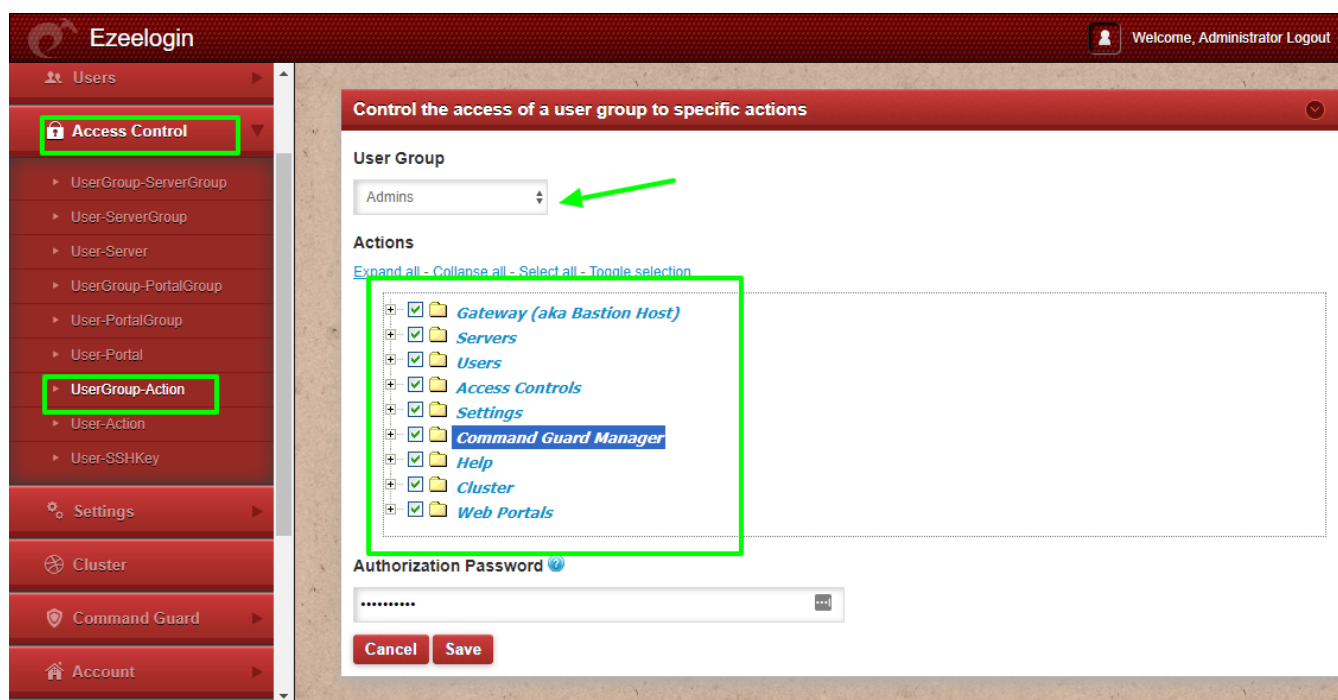 Ezeelogin
Welcome, Administrator Logout
Users
Access Control
UserGroup-ServerGroup
User-ServerGroup
User-Server
UserGroup-PortalGroup
User-PortalGroup
User-Portal
UserGroup-Action
User-Action
User-SSHKey
Settings
Cluster
Command Guard
Account
Control the access of a user group to specific actions
User Group
Admins
Actions
Expand all - Collapse all - Select all - Toggle selection
Gateway (aka Bastion Host)
Servers
Users
Access Controls
Settings
Command Guard Manager
Help
Cluster
Web Portals
Authorization Password
Cancel Save